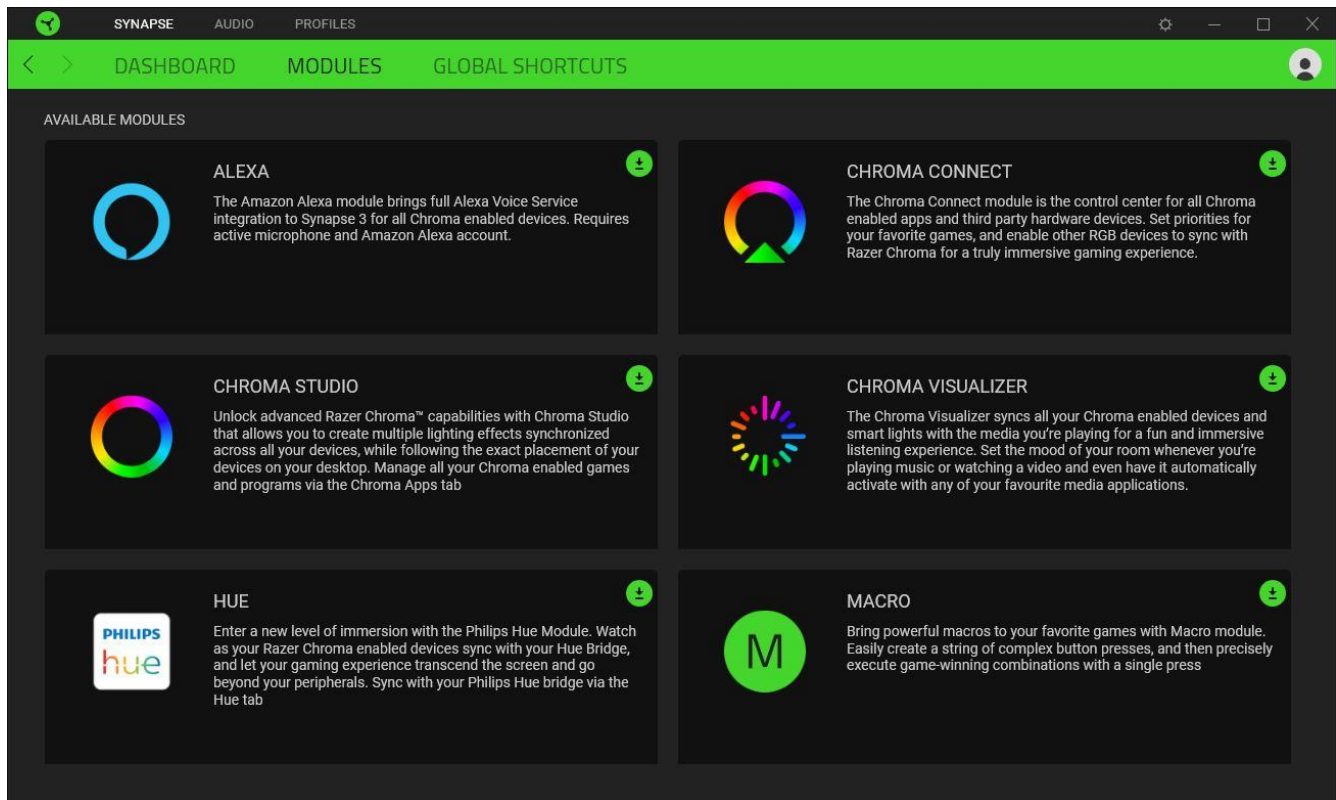 SYNAPSE AUDIO PROFILES
DASHBOARD MODULES GLOBAL SHORTCUTS
AVAILABLE MODULES
ALEXA
The Amazon Alexa module brings full Alexa Voice Service
integration to Synapse 3 for all Chroma enabled devices. Requires
active microphone and Amazon Alexa account.
CHROMA CONNECT
The Chroma Connect module is the control center for all Chroma
enabled apps and third party hardware devices. Set priorities for
your favorite games, and enable other RGB devices to sync with
Razer Chroma for a truly immersive gaming experience.
CHROMA STUDIO
Unlock advanced Razer Chroma™ capabilities with Chroma Studio
that allows you to create multiple lighting effects synchronized
across all your devices, while following the exact placement of your
devices on your desktop. Manage all your Chroma enabled games
and programs via the Chroma Apps tab
CHROMA VISUALIZER
The Chroma Visualizer syncs all your Chroma enabled devices and
smart lights with the media you're playing for a fun and immersive
listening experience. Set the mood of your room whenever you're
playing music or watching a video and even have it automatically
activate with any of your favourite media applications.
PHILIPS
hue
HUE
Enter a new level of immersion with the Philips Hue Module. Watch
as your Razer Chroma enabled devices sync with your Hue Bridge,
and let your gaming experience transcend the screen and go
beyond your peripherals. Sync with your Philips Hue bridge via the
Hue tab
M
MACRO
Bring powerful macros to your favorite games with Macro module.
Easily create a string of complex button presses, and then precisely
execute game-winning combinations with a single press